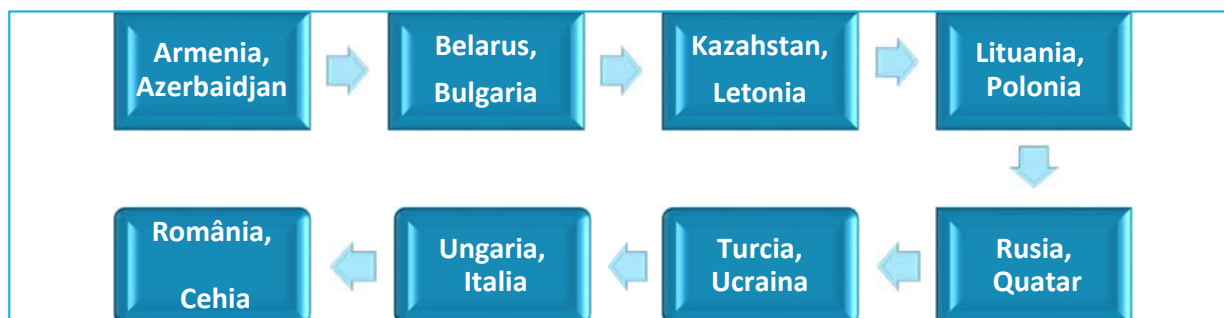 Armenia,
Azerbaidjan
Belarus,
Bulgaria
Kazahstan,
Letonia
Lituania,
Polonia
Rusia,
Quatar
Turcia,
Ucraina
Ungaria,
Italia
România,
Cehia